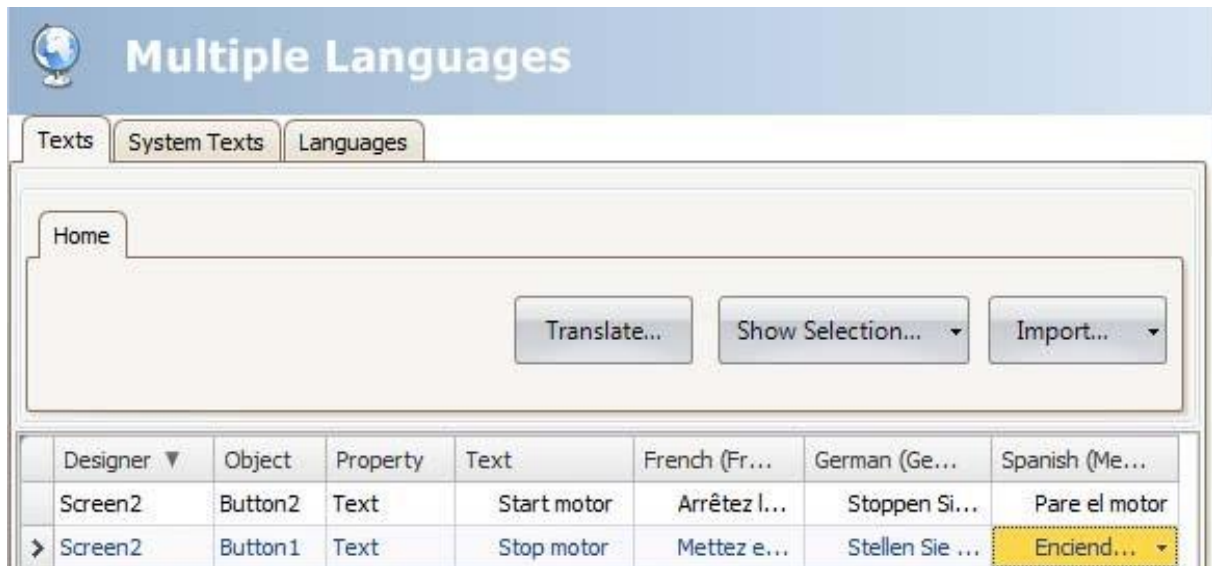 Multiple Languages
Texts System Texts Languages
Home
Translate... Show Selection... Import...
Designer Object Property Text French (Fr... German (Ge... Spanish (Me...
Screen2 Button2 Text Start motor Arrêtez l... Stoppen Si... Pare el motor
Screen2 Button1 Text Stop motor Mettez e... Stellen Sie ... Enciend...